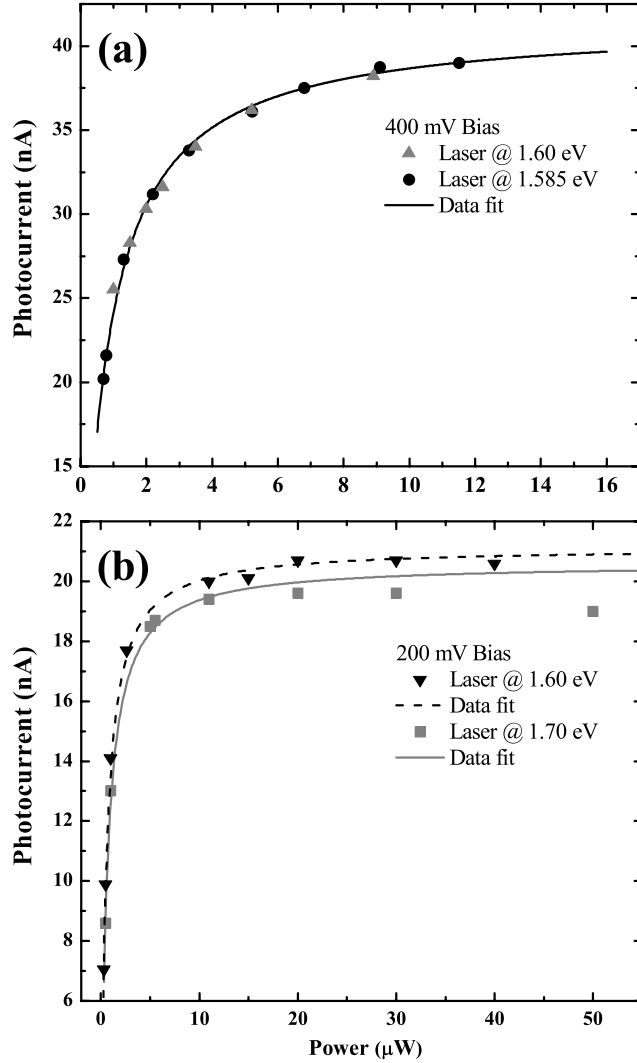 (a)
Photocurrent (nA)
40
35
30
25
20
15
400 mV Bias
Laser @ 1.60 eV
Laser @ 1.585 eV
Data fit
0 2 4 6 8 10 12 14 16
(b)
Photocurrent (nA)
22
20
18
16
14
12
10
8
6
200 mV Bias
Laser @ 1.60 eV
Data fit
Laser @ 1.70 eV
Data fit
0 10 20 30 40 50
Power (μW)